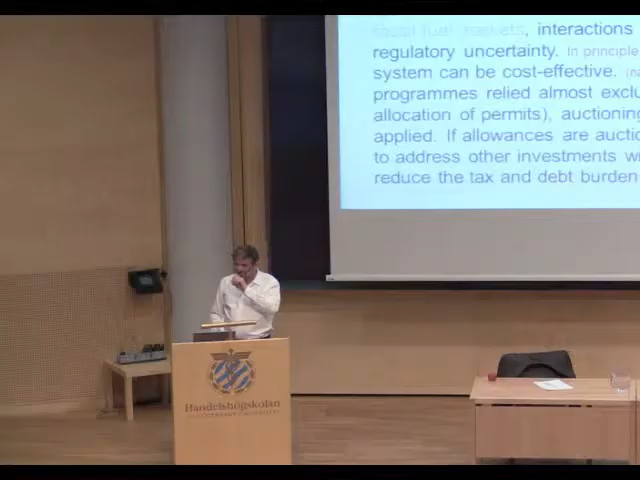 fossil fuel markets, interactions
regulatory uncertainty. In principle
system can be cost-effective.
programmes relied almost exclu
allocation of permits), auctioning
applied. If allowances are auctio
to address other investments w
reduce the tax and debt burden
Handelshögskolan